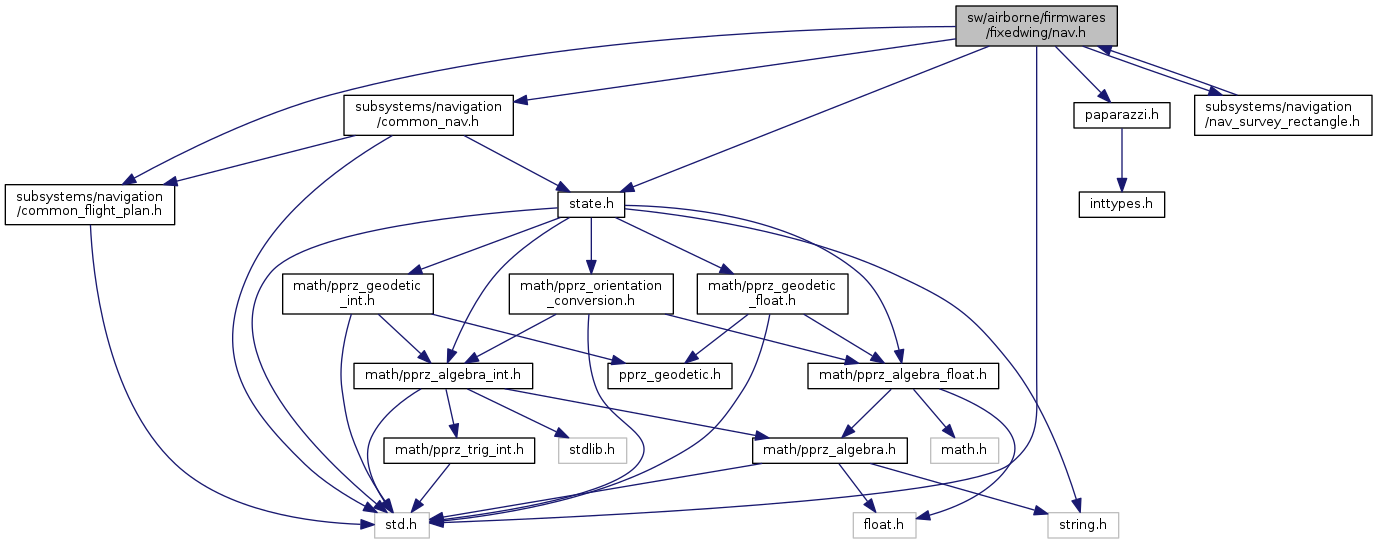 sw/airborne/firmwares
/fixedwing/nav.h
subsystems/navigation
/common_nav.h
paparazzi.h
subsystems/navigation
/nav_survey_rectangle.h
subsystems/navigation
/common_flight_plan.h
state.h
inttypes.h
math/pprz_geodetic
_int.h
math/pprz_orientation
_conversion.h
math/pprz_geodetic
_float.h
math/pprz_algebra_int.h
pprz_geodetic.h
math/pprz_algebra_float.h
math/pprz_trig_int.h
stdlib.h
math/pprz_algebra.h
math.h
std.h
float.h
string.h